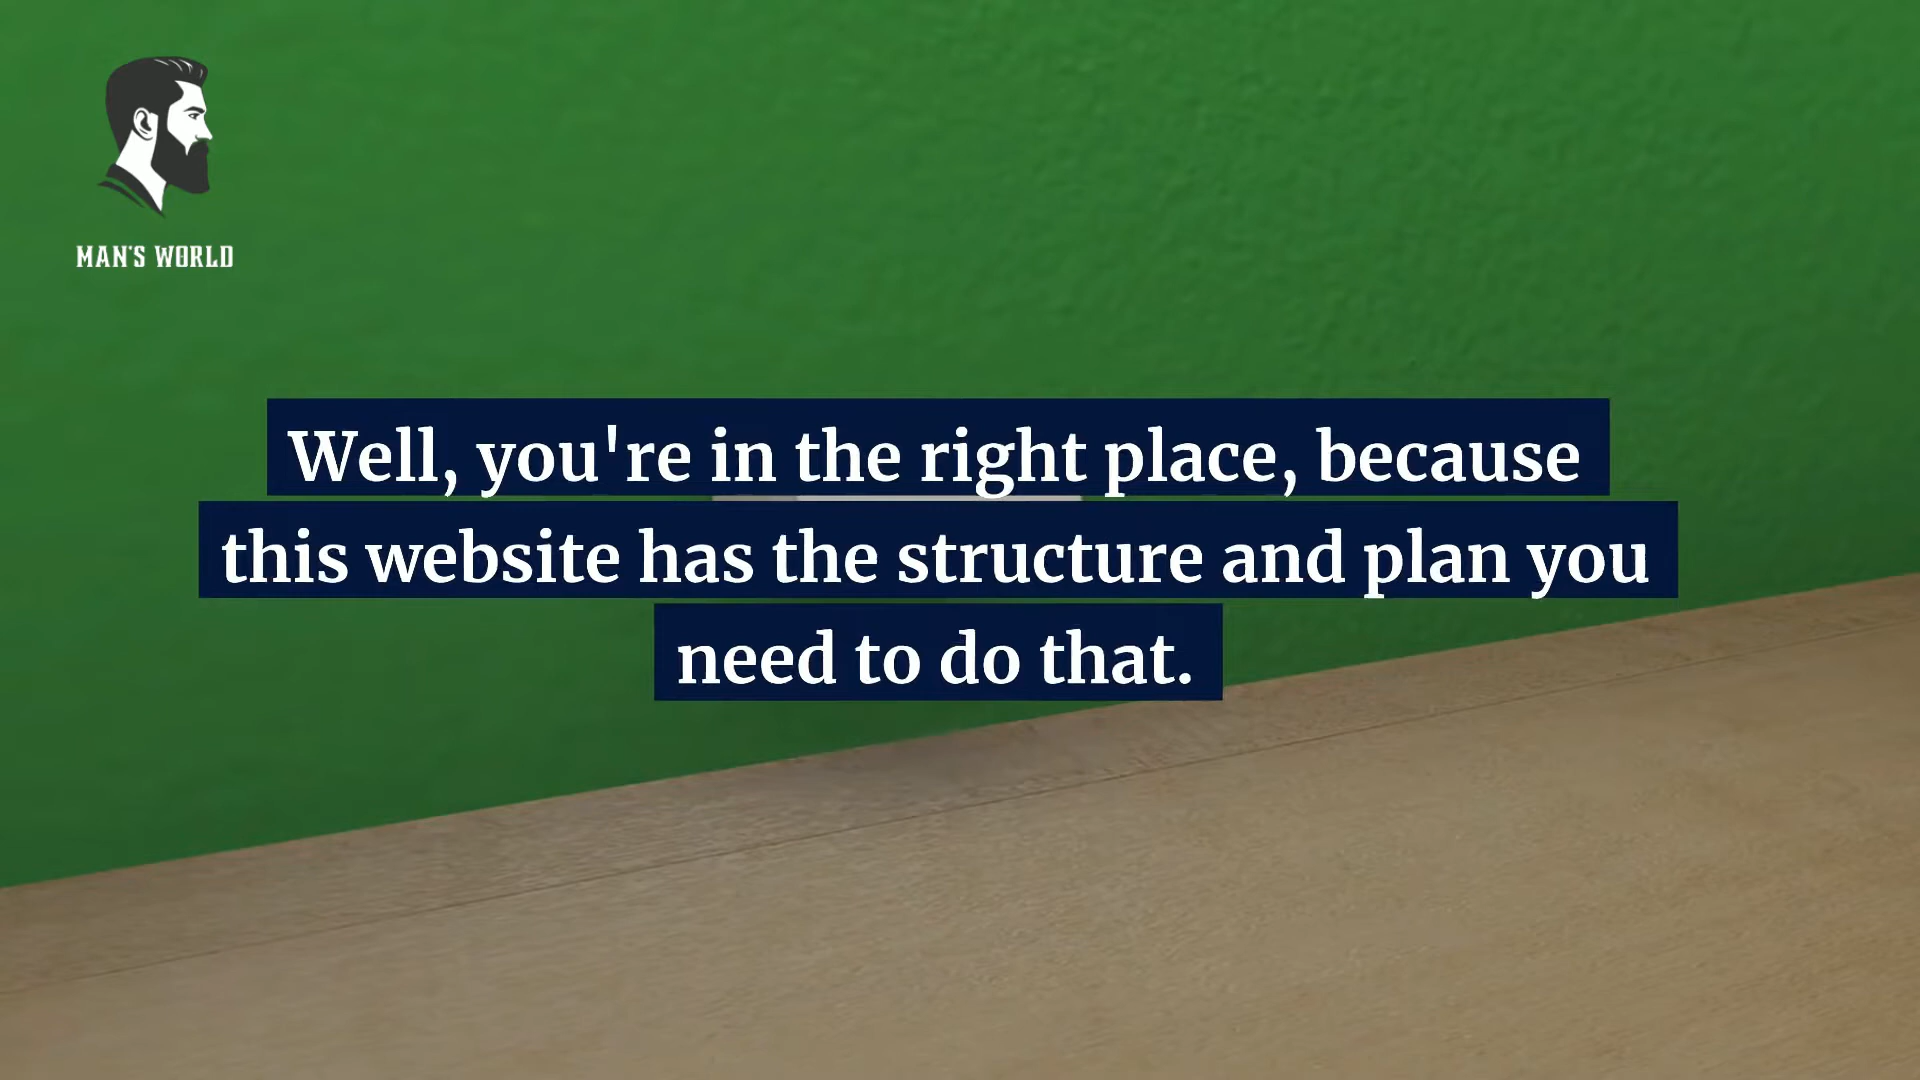 MAN'S WORLD
Well, you're in the right place, because
this website has the structure and plan you
need to do that.